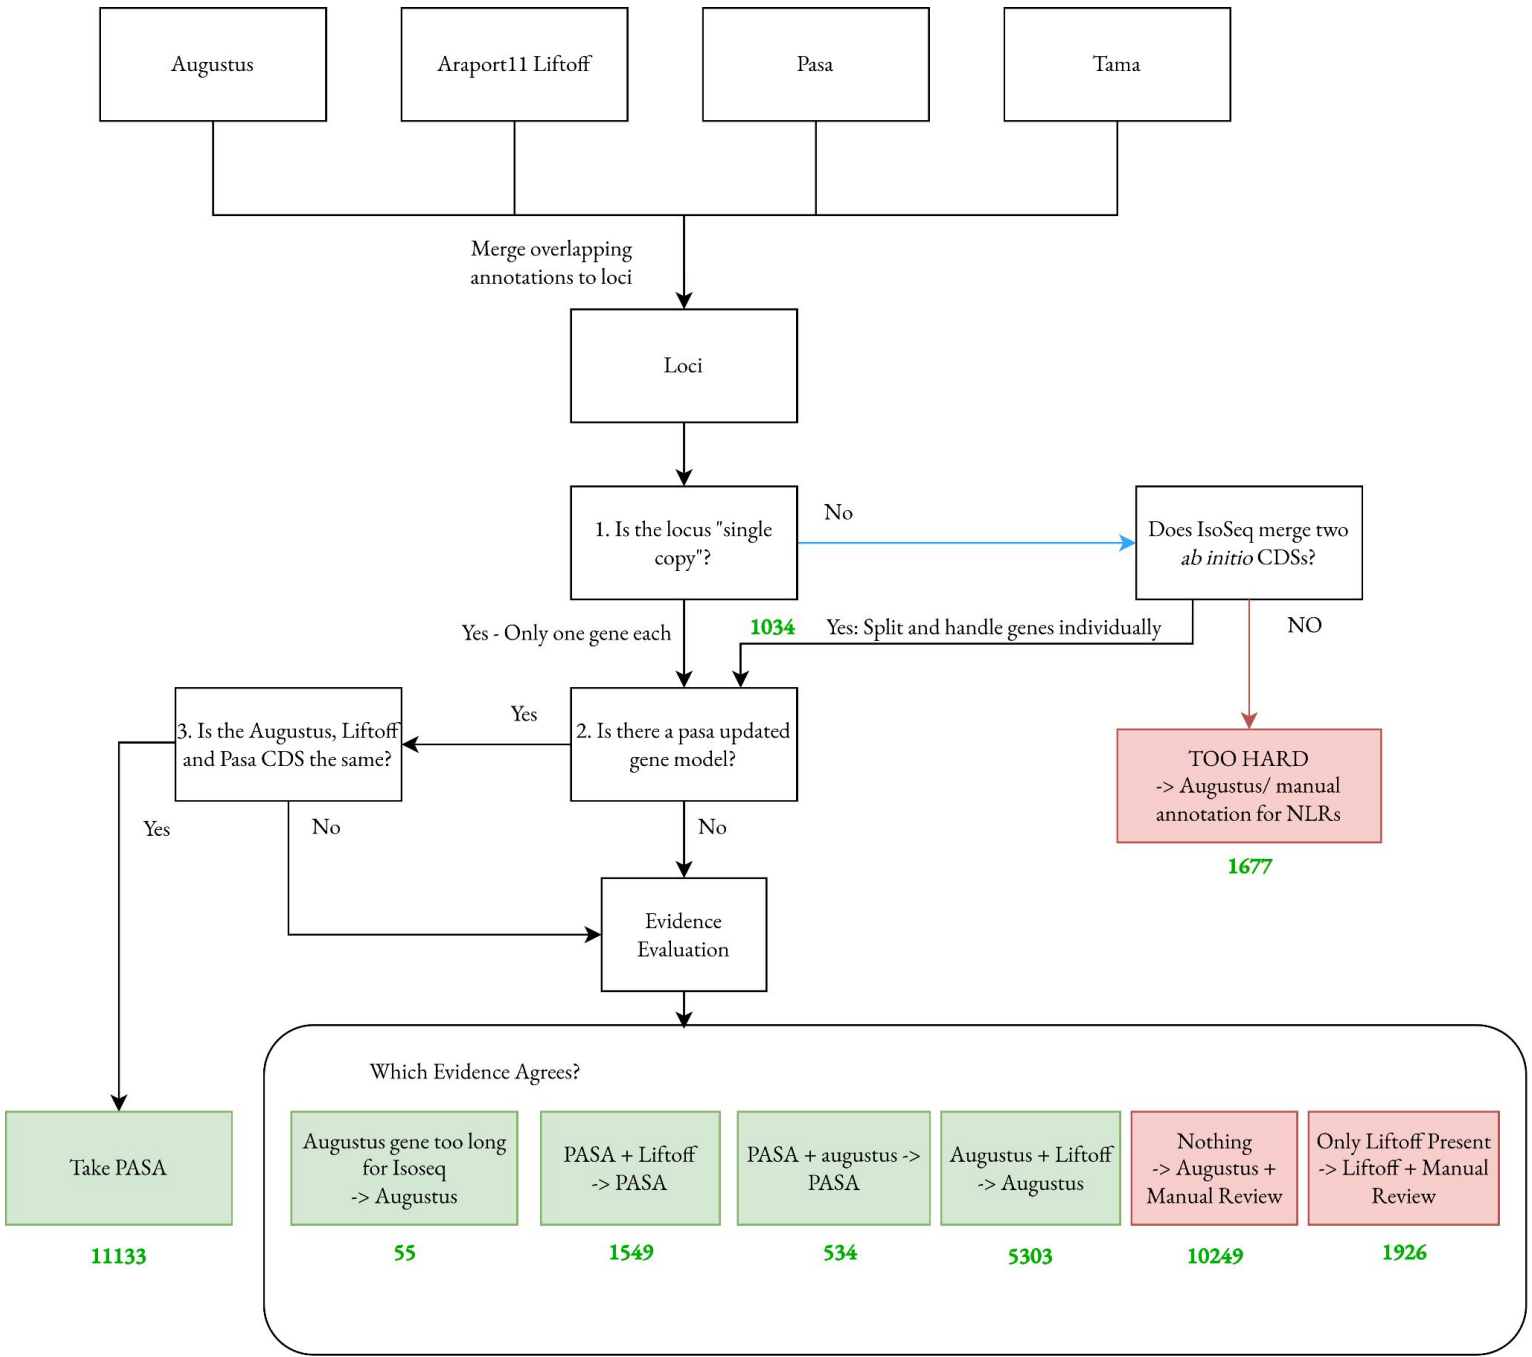 Augustus
Araport11 Liftoff
Pasa
Tama
Merge overlapping
annotations to loci
Loci
1. Is the locus "single
copy"?
No
Does IsoSeq merge two
ab initio CDSs?
Yes - Only one gene each
1034
Yes: Split and handle genes individually
NO
3. Is the Augustus, Liftoff
and Pasa CDS the same?
Yes
2. Is there a pasa updated
gene model?
TOO HARD
-> Augustus/ manual
annotation for NLRs
1677
Yes
No
No
Evidence
Evaluation
Which Evidence Agrees?
Take PASA
11133
Augustus gene too long
for Isoseq
-> Augustus
55
PASA + Liftoff
-> PASA
1549
PASA + augustus ->
PASA
534
Augustus + Liftoff
-> Augustus
5303
Nothing
-> Augustus +
Manual Review
10249
Only Liftoff Present
-> Liftoff + Manual
Review
1926